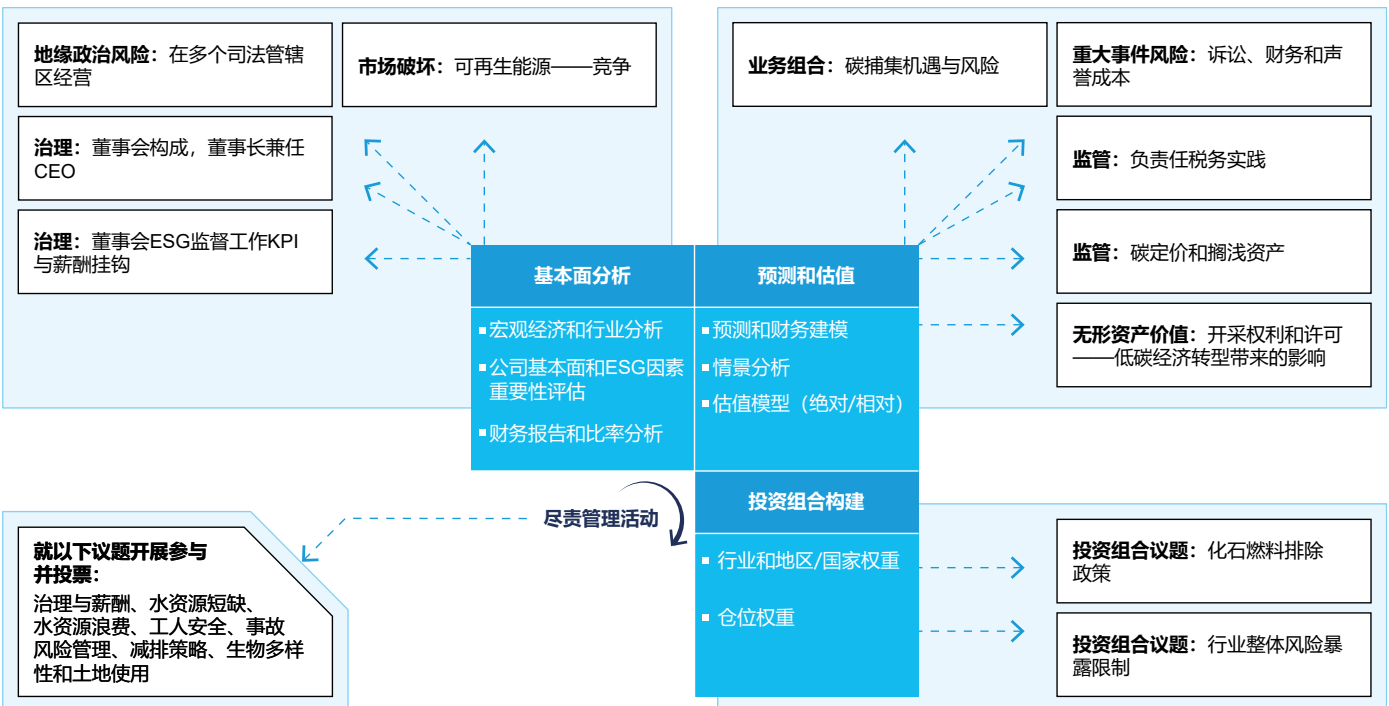 地缘政治风险：在多个司法管辖
区经营
市场破坏：可再生能源——竞争
治理：董事会构成，董事长兼任
CEO
治理：董事会ESG监督工作KPI
与薪酬挂钩
业务组合：碳捕集机遇与风险
重大事件风险：诉讼、财务和声
誉成本
监管：负责任税务实践
监管：碳定价和搁浅资产
无形资产价值：开采权利和许可
——低碳经济转型带来的影响
基本面分析
▪宏观经济和行业分析
▪公司基本面和ESG因素
重要性评估
▪财务报告和比率分析
预测和估值
▪预测和财务建模
▪情景分析
▪估值模型（绝对/相对）
尽责管理活动
投资组合构建
▪行业和地区/国家权重
▪仓位权重
就以下议题开展参与
并投票：
治理与薪酬、水资源短缺、
水资源浪费、工人安全、事故
风险管理、减排策略、生物多样
性和土地使用
投资组合议题：化石燃料排除
政策
投资组合议题：行业整体风险暴
露限制